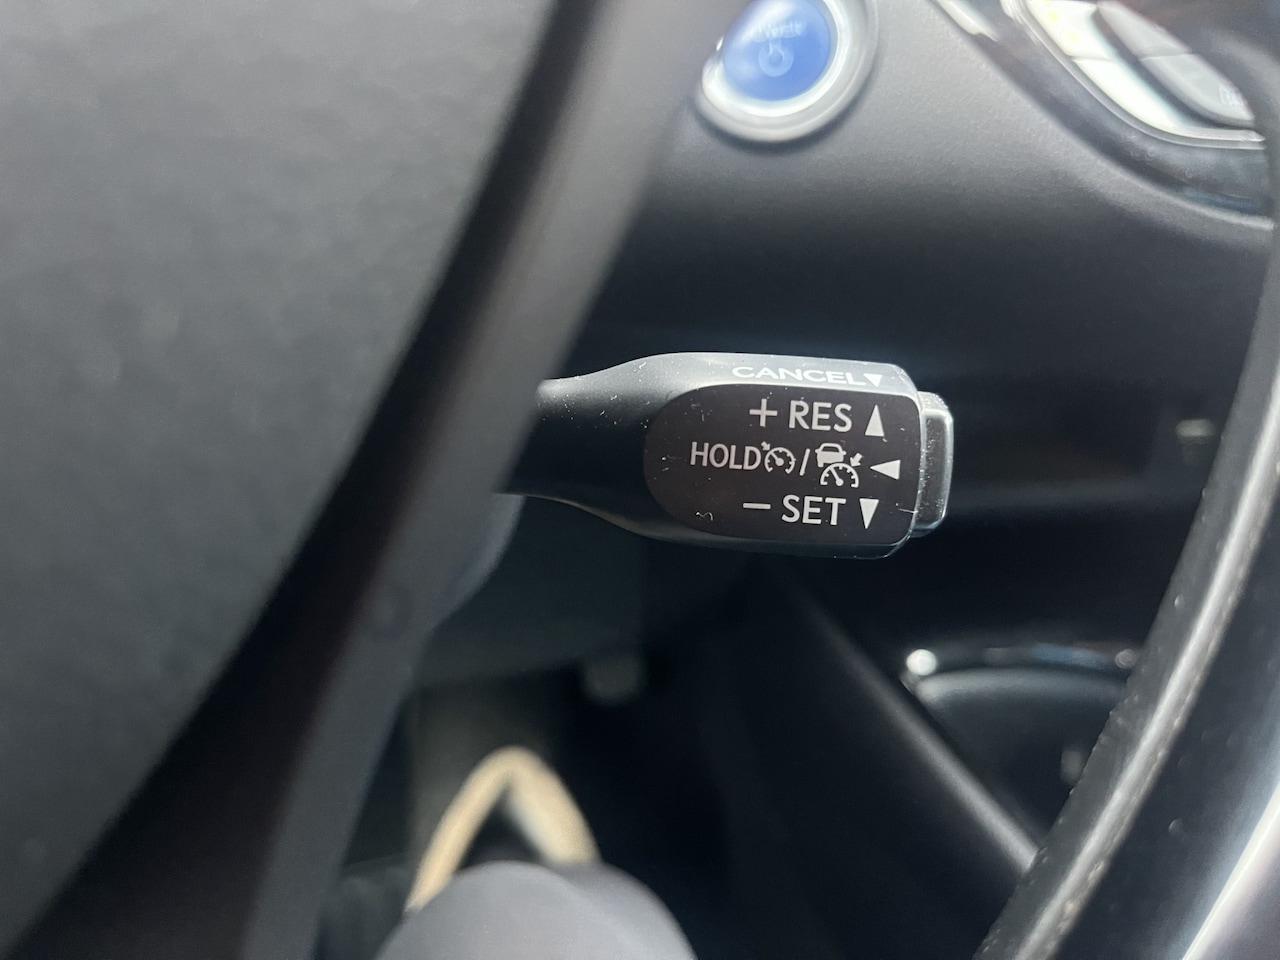 CANCEL▼
+ RES ▲
HOLD / ◀
− SET ▼